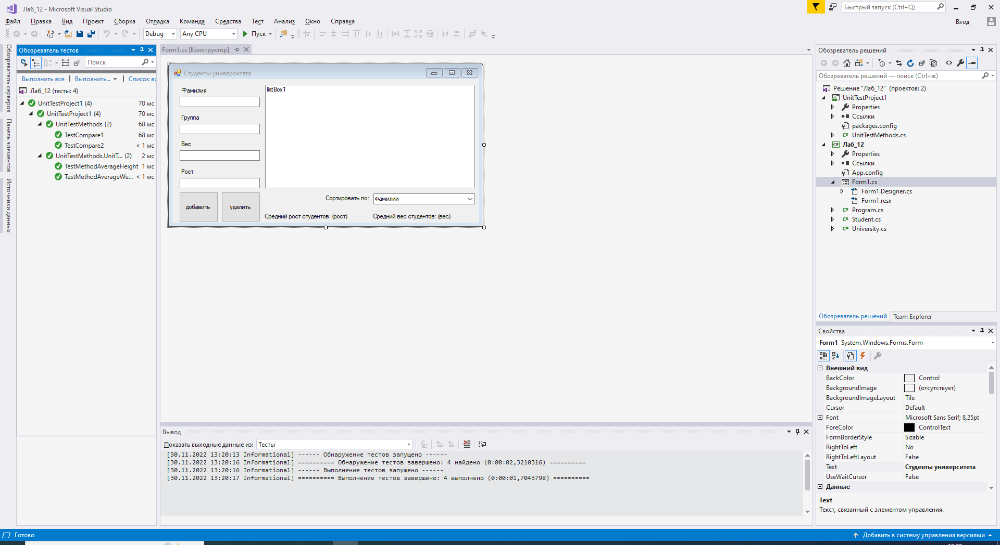 Лаб_12 - Microsoft Visual Studio
Быстрый запуск (Ctrl+Q)
Файл Правка Вид Проект Сборка Отладка Команда Средства Тест Анализ Окно Справка
Вход
Debug Any CPU Пуск
Обозреватель серверов
Панель элементов
Источники данных
Обозреватель тестов
Поиск
Выполнить все | Выполнить... | Список вс
Лаб_12 (тесты: 4)
UnitTestProject1 (4) 70 мс
UnitTestProject1 (4) 70 мс
UnitTestMethods (2) 68 мс
TestCompare1 68 мс
TestCompare2 < 1 мс
UnitTestMethods.UnitT... (2) 2 мс
TestMethodAverageHeight 1 мс
TestMethodAverageWe... < 1 мс
Form1.cs [Конструктор]
Студенты университета
Фамилия
Группа
Вес
Рост
добавить
удалить
listBox1
Сортировать по: фамилии
Средний рост студентов: (рост)
Средний вес студентов: (вес)
Вывод
Показать выходные данные из: Тесты
[30.11.2022 13:20:13 Informational] ------ Обнаружение тестов запущено ------
[30.11.2022 13:20:16 Informational] ========== Обнаружение тестов завершено: 4 найдено (0:00:02,3210316) ==========
[30.11.2022 13:20:16 Informational] ------ Выполнение тестов запущено ------
[30.11.2022 13:20:17 Informational] ========== Выполнение тестов завершено: 4 выполнено (0:00:01,7043798) ==========
Обозреватель решений
Обозреватель решений — поиск (Ctrl+ж)
Решение "Лаб_12" (проектов: 2)
UnitTestProject1
Properties
Ссылки
packages.config
UnitTestMethods.cs
Лаб_12
Properties
Ссылки
App.config
Form1.cs
Form1.Designer.cs
Form1.resx
Program.cs
Student.cs
University.cs
Обозреватель решений Team Explorer
Свойства
Form1 System.Windows.Forms.Form
Внешний вид
BackColor Control
BackgroundImage (отсутствует)
BackgroundImageLayout Tile
Cursor Default
Font Microsoft Sans Serif; 8,25pt
ForeColor ControlText
FormBorderStyle Sizable
RightToLeft No
RightToLeftLayout False
Text Студенты университета
UseWaitCursor False
Данные
Text
Текст, связанный с элементом управления.
Готово
Добавить в систему управления версиями